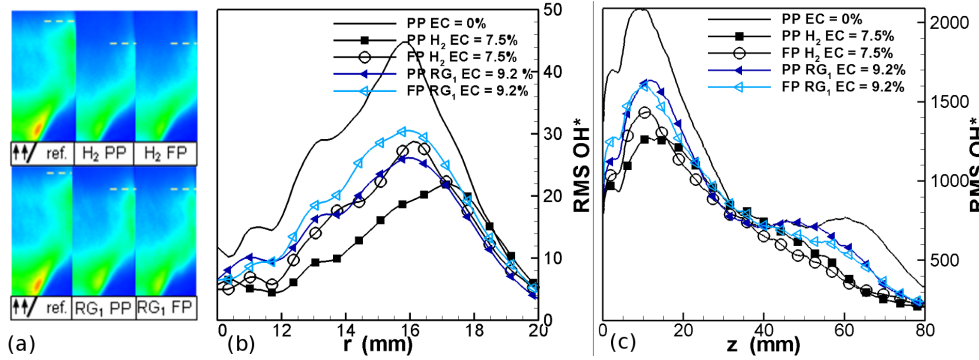 ref.
H2 PP
H2 FP
ref.
RG1 PP
RG1 FP
(a)
PP EC = 0%
PP H2 EC = 7.5%
FP H2 EC = 7.5%
PP RG1 EC = 9.2 %
FP RG1 EC = 9.2%
50
40
30
20
10
0
RMS OH*
10
12
14
16
18
20
(b)
r (mm)
PP EC = 0%
PP H2 EC = 7.5%
FP H2 EC = 7.5%
PP RG1 EC = 9.2%
FP RG1 EC = 9.2%
2000
1500
1000
500
RMS OH*
0
20
40
60
80
(c)
z (mm)